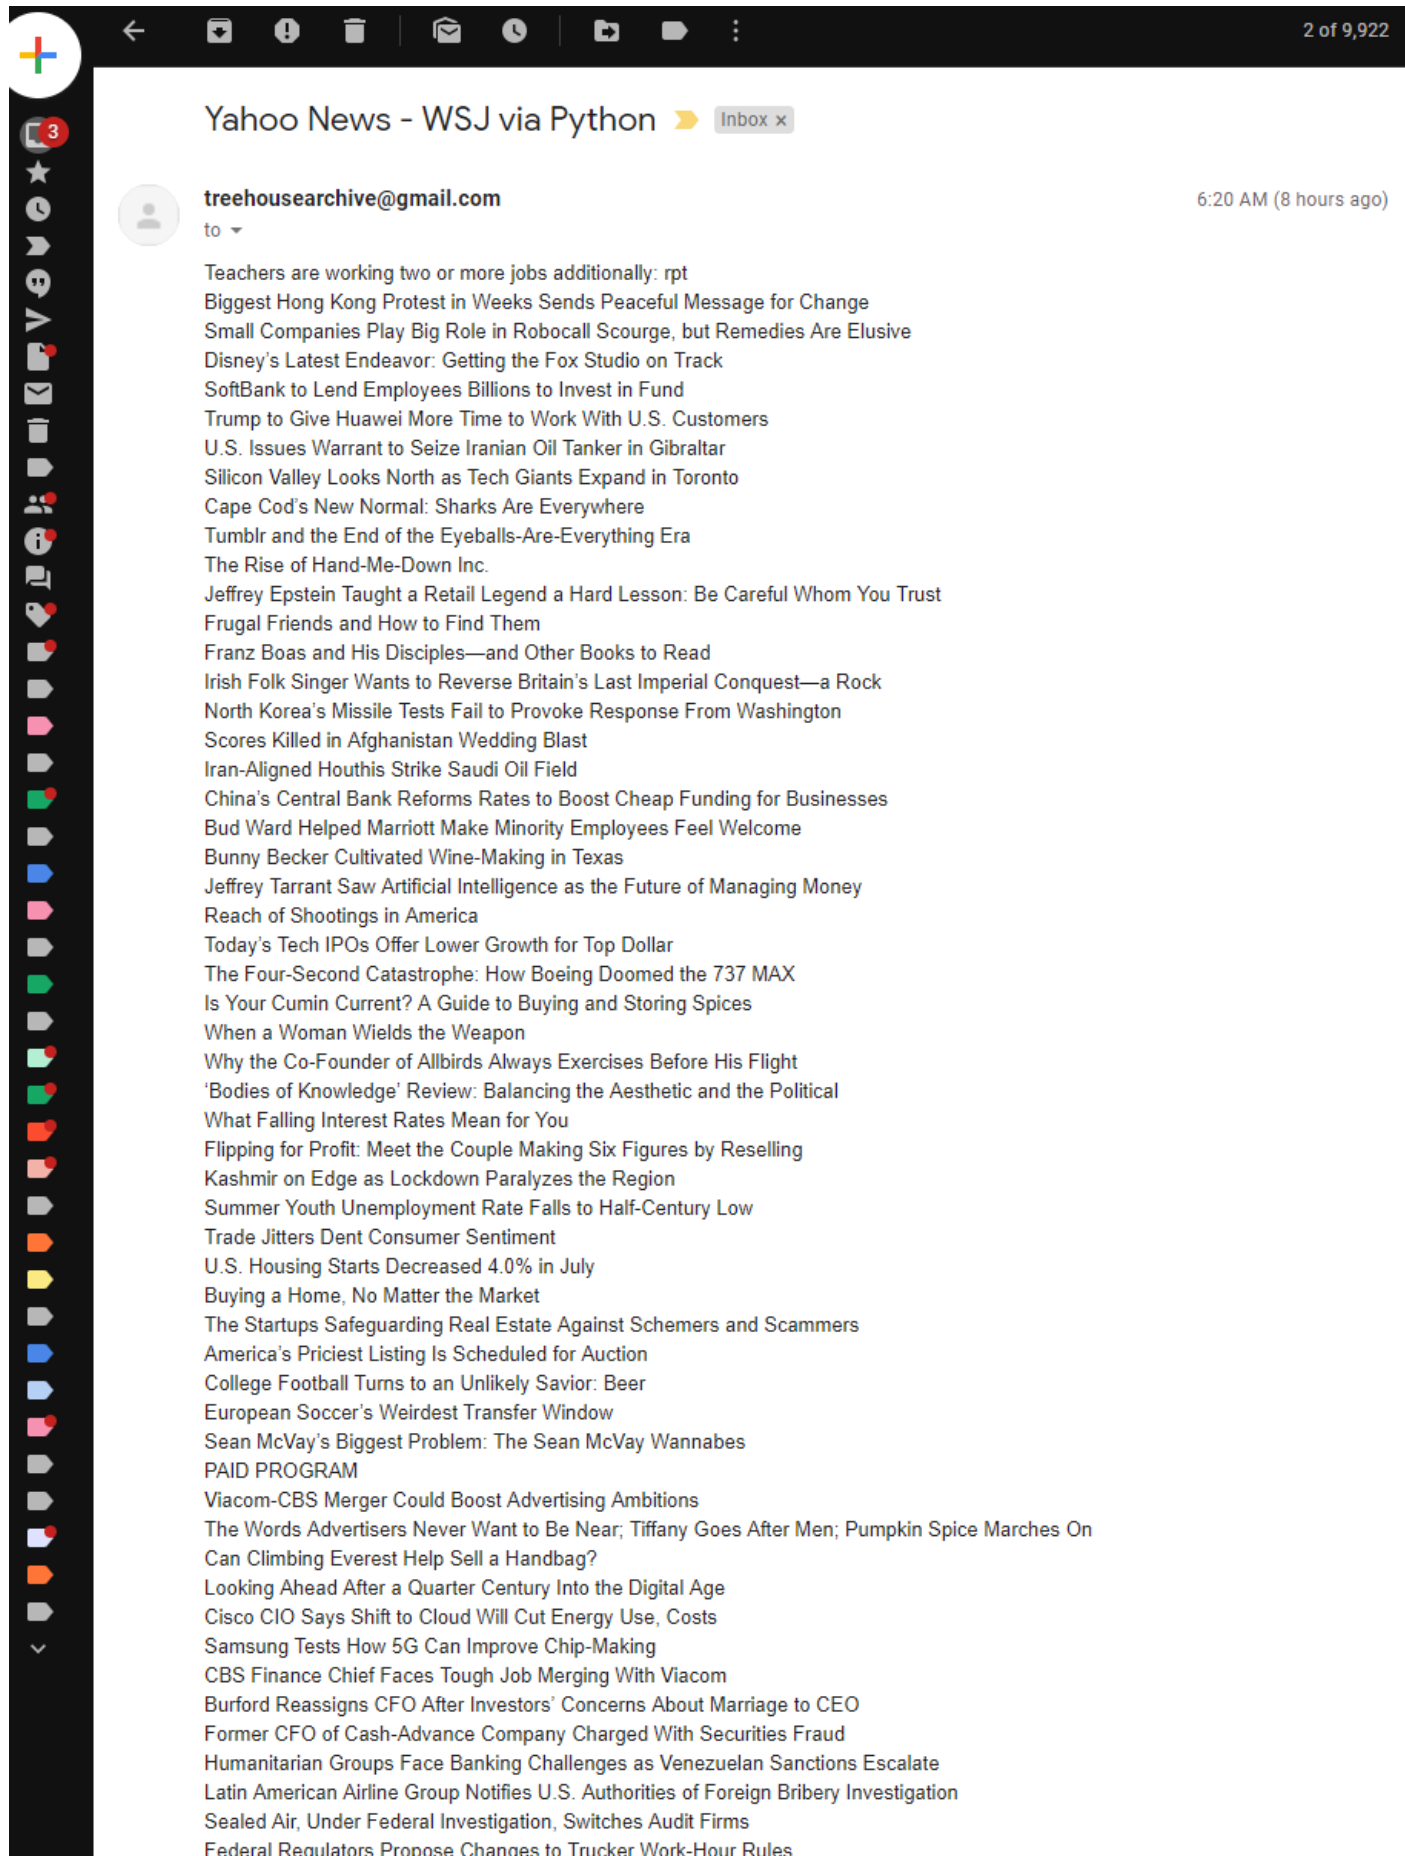 2 of 9,922
3
Yahoo News - WSJ via Python
Inbox x
treehousearchive@gmail.com
6:20 AM (8 hours ago)
to
Teachers are working two or more jobs additionally: rpt
Biggest Hong Kong Protest in Weeks Sends Peaceful Message for Change
Small Companies Play Big Role in Robocall Scourge, but Remedies Are Elusive
Disney’s Latest Endeavor: Getting the Fox Studio on Track
SoftBank to Lend Employees Billions to Invest in Fund
Trump to Give Huawei More Time to Work With U.S. Customers
U.S. Issues Warrant to Seize Iranian Oil Tanker in Gibraltar
Silicon Valley Looks North as Tech Giants Expand in Toronto
Cape Cod’s New Normal: Sharks Are Everywhere
Tumblr and the End of the Eyeballs-Are-Everything Era
The Rise of Hand-Me-Down Inc.
Jeffrey Epstein Taught a Retail Legend a Hard Lesson: Be Careful Whom You Trust
Frugal Friends and How to Find Them
Franz Boas and His Disciples—and Other Books to Read
Irish Folk Singer Wants to Reverse Britain’s Last Imperial Conquest—a Rock
North Korea’s Missile Tests Fail to Provoke Response From Washington
Scores Killed in Afghanistan Wedding Blast
Iran-Aligned Houthis Strike Saudi Oil Field
China’s Central Bank Reforms Rates to Boost Cheap Funding for Businesses
Bud Ward Helped Marriott Make Minority Employees Feel Welcome
Bunny Becker Cultivated Wine-Making in Texas
Jeffrey Tarrant Saw Artificial Intelligence as the Future of Managing Money
Reach of Shootings in America
Today’s Tech IPOs Offer Lower Growth for Top Dollar
The Four-Second Catastrophe: How Boeing Doomed the 737 MAX
Is Your Cumin Current? A Guide to Buying and Storing Spices
When a Woman Wields the Weapon
Why the Co-Founder of Allbirds Always Exercises Before His Flight
‘Bodies of Knowledge’ Review: Balancing the Aesthetic and the Political
What Falling Interest Rates Mean for You
Flipping for Profit: Meet the Couple Making Six Figures by Reselling
Kashmir on Edge as Lockdown Paralyzes the Region
Summer Youth Unemployment Rate Falls to Half-Century Low
Trade Jitters Dent Consumer Sentiment
U.S. Housing Starts Decreased 4.0% in July
Buying a Home, No Matter the Market
The Startups Safeguarding Real Estate Against Schemers and Scammers
America’s Priciest Listing Is Scheduled for Auction
College Football Turns to an Unlikely Savior: Beer
European Soccer’s Weirdest Transfer Window
Sean McVay’s Biggest Problem: The Sean McVay Wannabes
PAID PROGRAM
Viacom-CBS Merger Could Boost Advertising Ambitions
The Words Advertisers Never Want to Be Near; Tiffany Goes After Men; Pumpkin Spice Marches On
Can Climbing Everest Help Sell a Handbag?
Looking Ahead After a Quarter Century Into the Digital Age
Cisco CIO Says Shift to Cloud Will Cut Energy Use, Costs
Samsung Tests How 5G Can Improve Chip-Making
CBS Finance Chief Faces Tough Job Merging With Viacom
Burford Reassigns CFO After Investors’ Concerns About Marriage to CEO
Former CFO of Cash-Advance Company Charged With Securities Fraud
Humanitarian Groups Face Banking Challenges as Venezuelan Sanctions Escalate
Latin American Airline Group Notifies U.S. Authorities of Foreign Bribery Investigation
Sealed Air, Under Federal Investigation, Switches Audit Firms
Federal Regulators Propose Changes to Trucker Work-Hour Rules